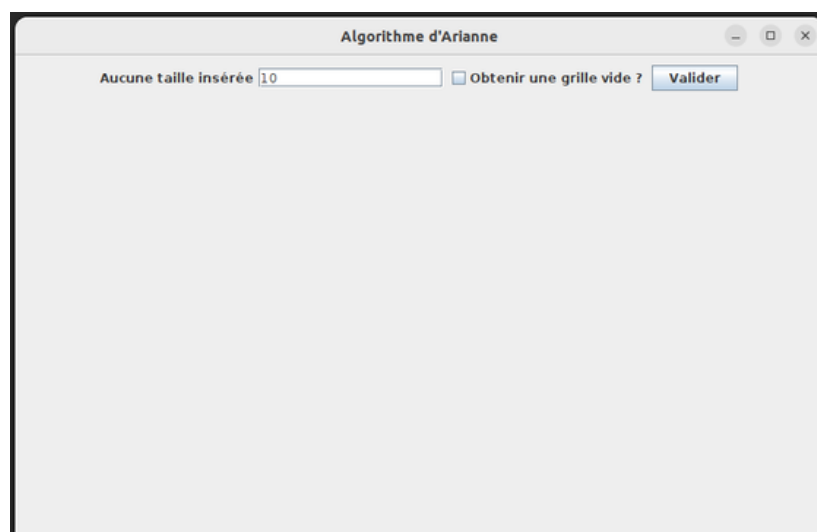 Algorithme d'Arianne
Aucune taille insérée 10 Obtenir une grille vide ? Valider